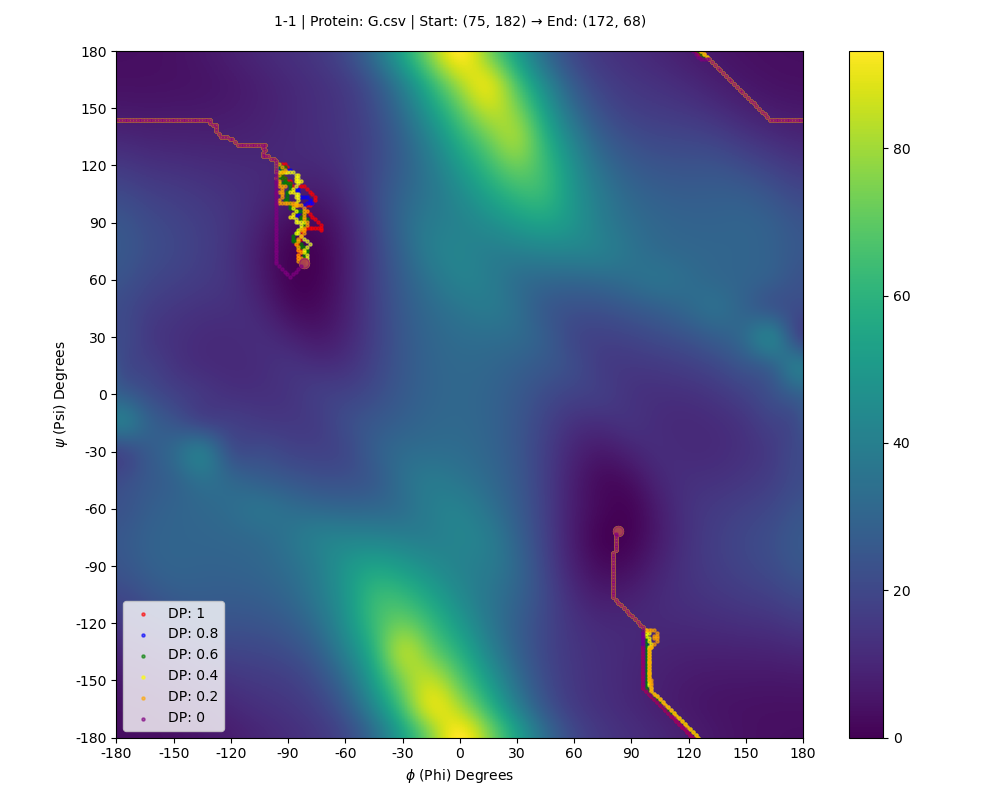 1-1 | Protein: G.csv | Start: (75, 182) → End: (172, 68)
180
150
120
90
60
30
0
-30
-60
-90
-120
-150
-180
ψ (Psi) Degrees
DP: 1
DP: 0.8
DP: 0.6
DP: 0.4
DP: 0.2
DP: 0
-180 -150 -120 -90 -60 -30 0 30 60 90 120 150 180
ϕ (Phi) Degrees
80
60
40
20
0